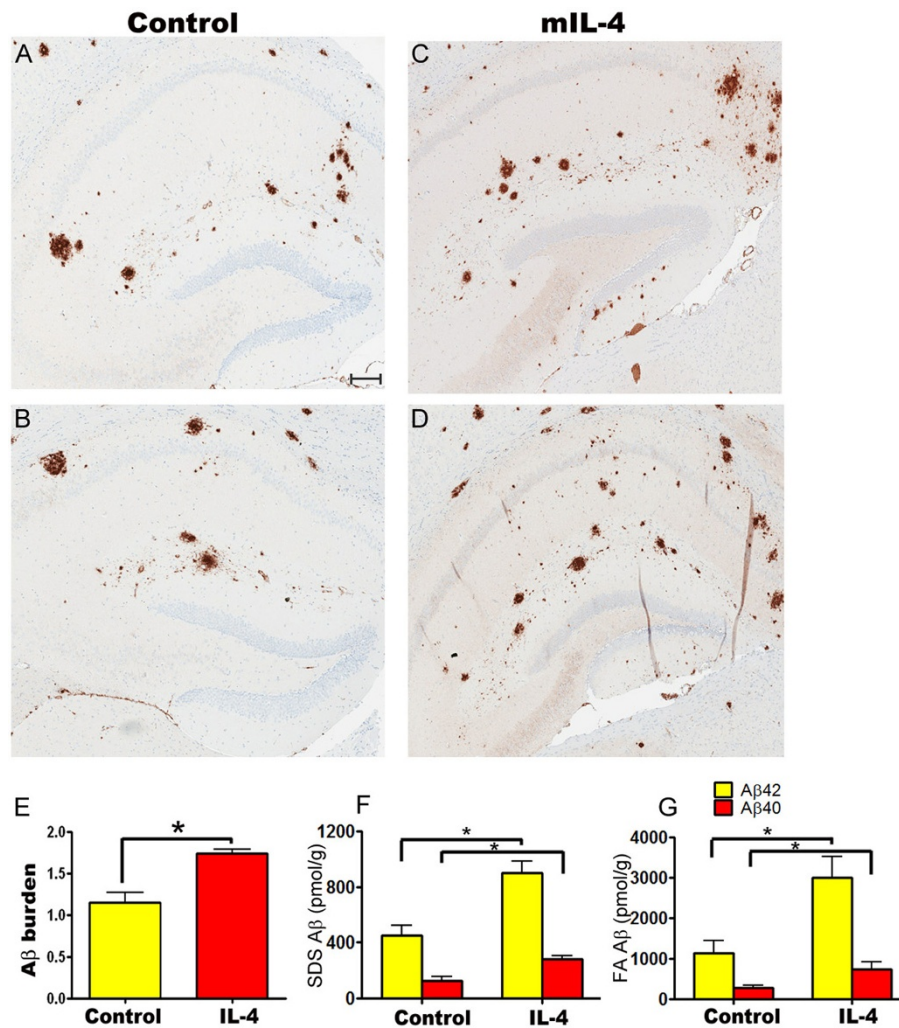 Control
mIL-4
A
C
B
D
E
*
2.0
1.5
1.0
0.5
0.0
Aβ burden
Control
IL-4
F
*
*
1200
800
400
0
SDS Aβ (pmol/g)
Control
IL-4
G
Aβ42
Aβ40
*
*
4000
3000
2000
1000
0
FA Aβ (pmol/g)
Control
IL-4